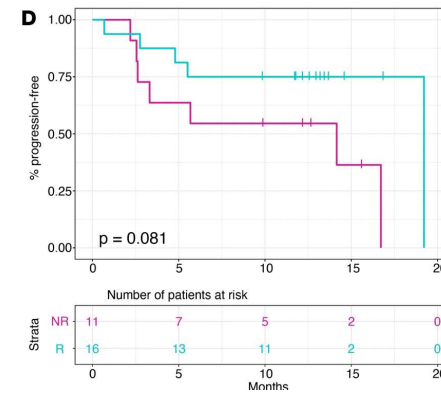 D
1.00
0.75
0.50
0.25
0.00
% progression-free
p = 0.081
0 5 10 15 20
Number of patients at risk
Strata
NR 11 7 5 2 0
R 16 13 11 2 0
0 5 10 15 20
Months